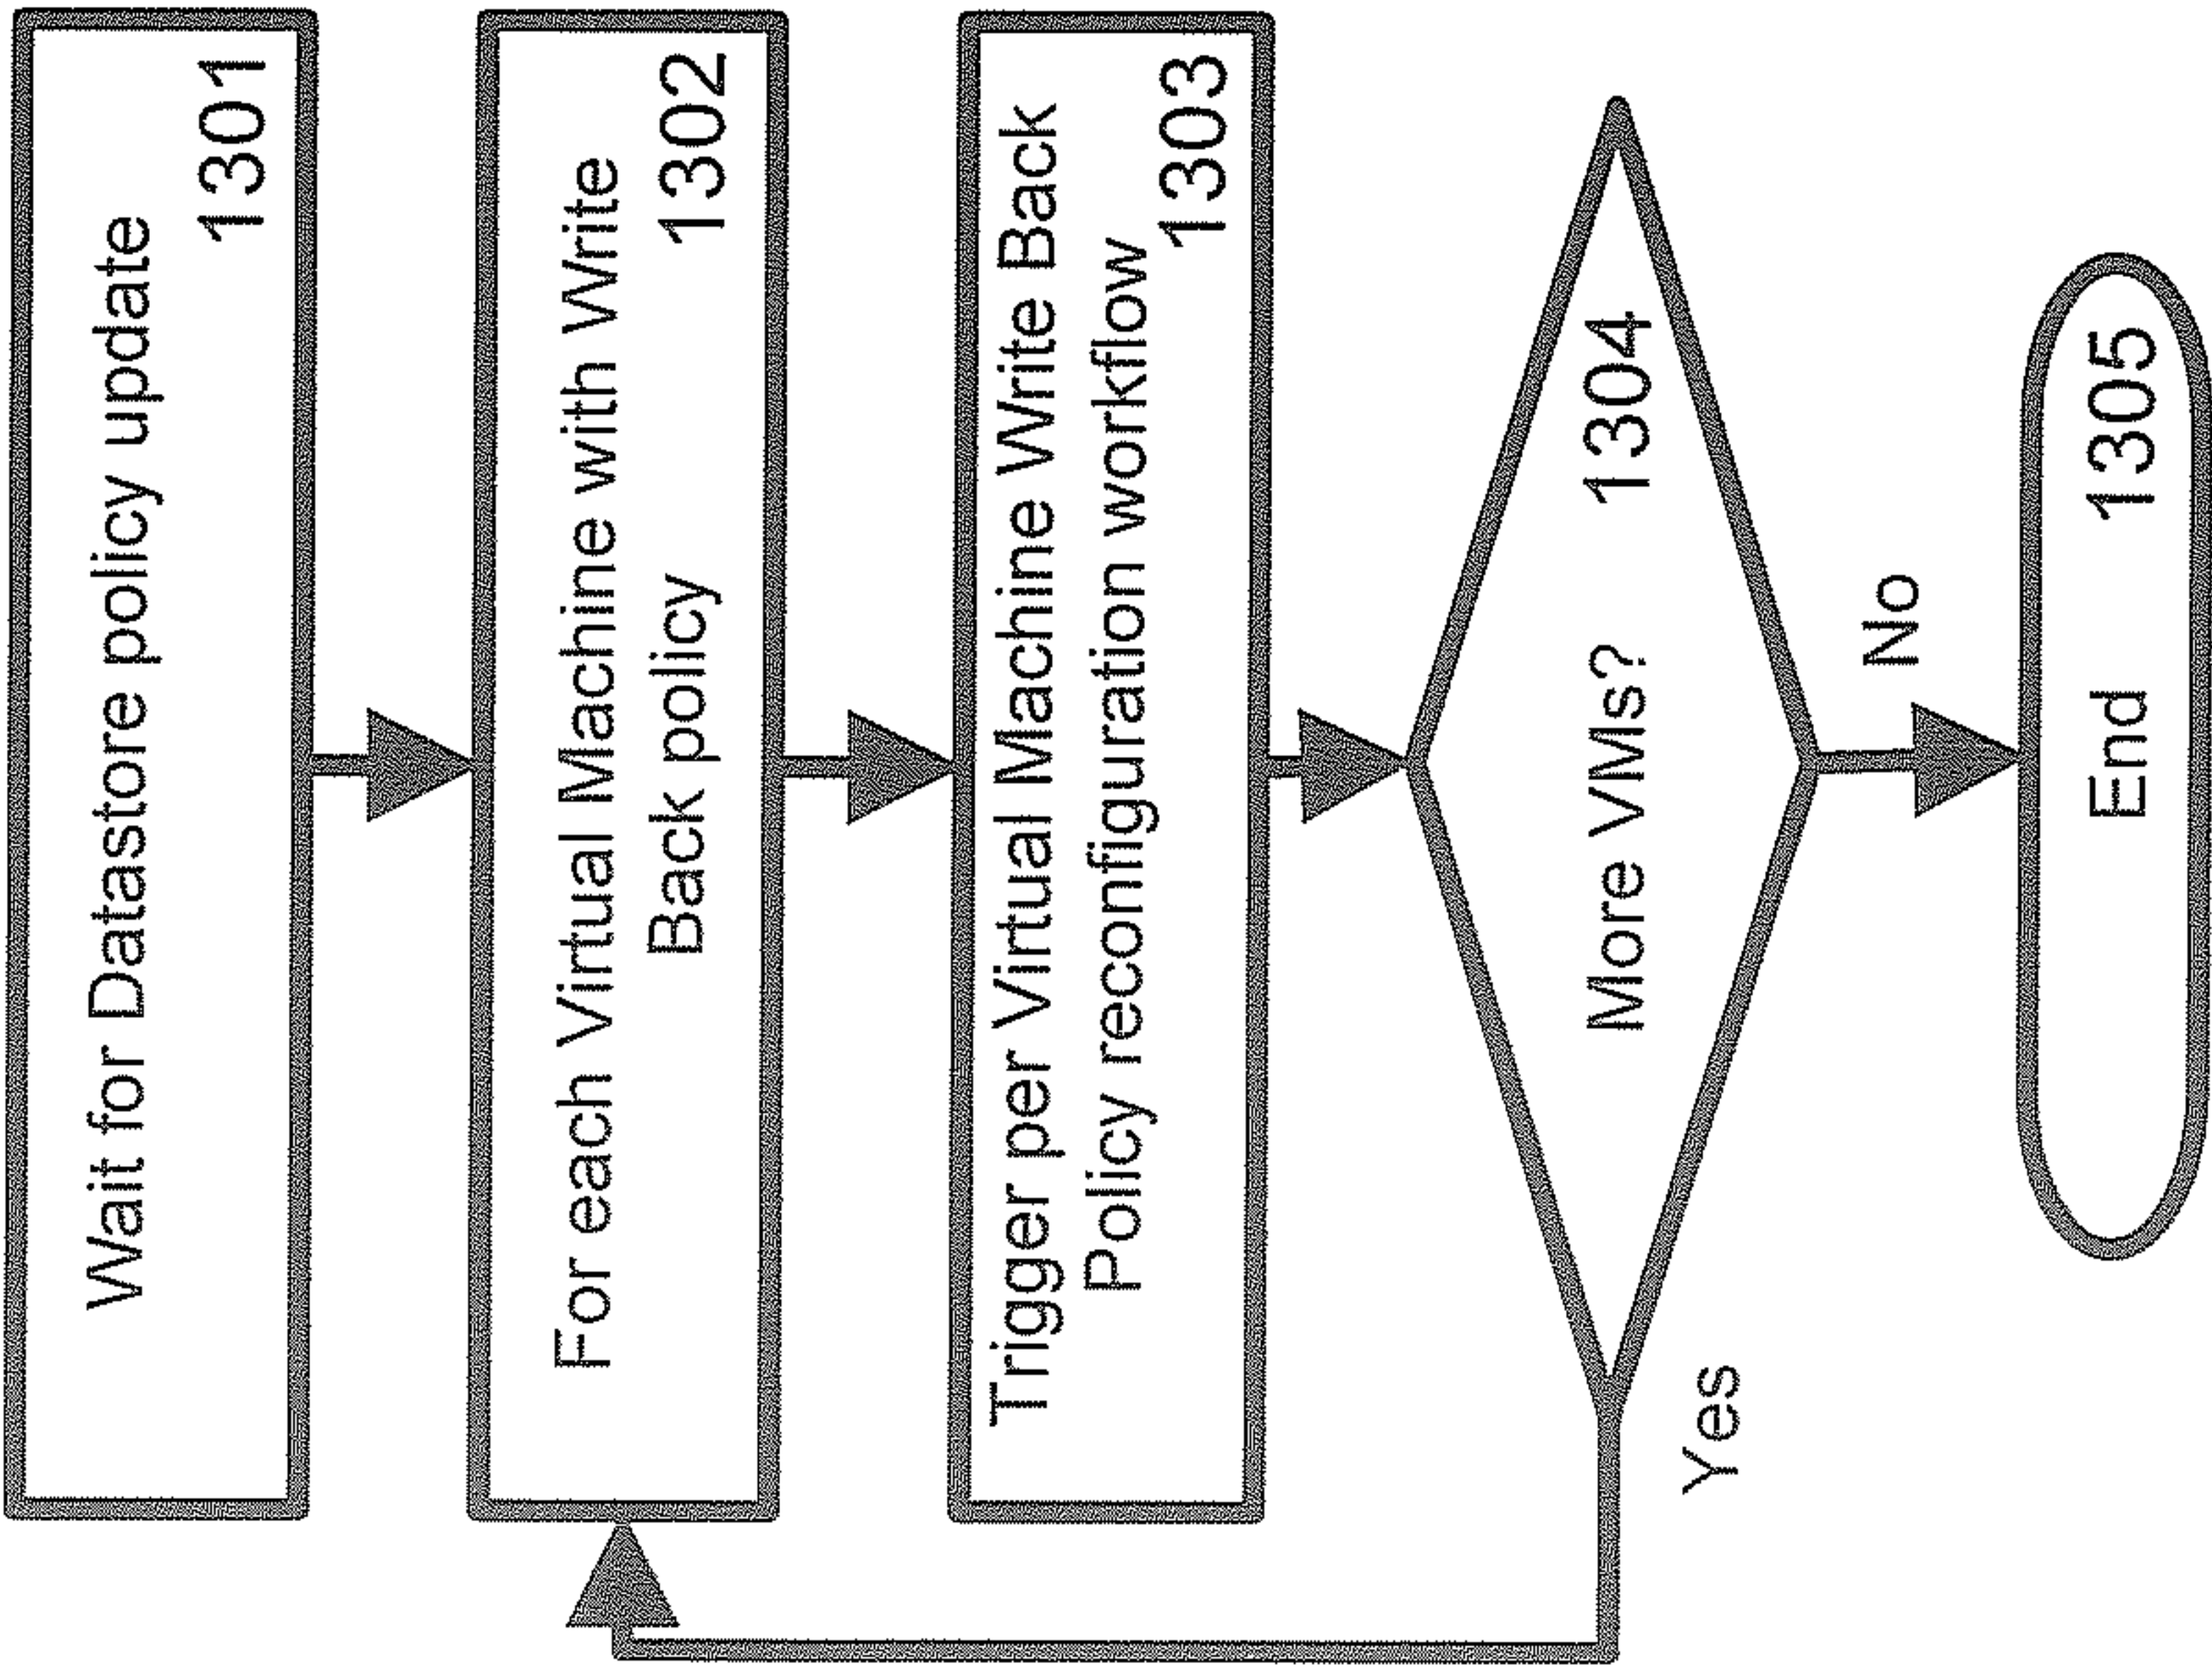 Wait for Datastore policy update
1301
For each Virtual Machine with Write
Back policy 1302
Trigger per Virtual Machine Write Back
Policy reconfiguration workflow
1303
More VMs? 1304
Yes
No
End 1305